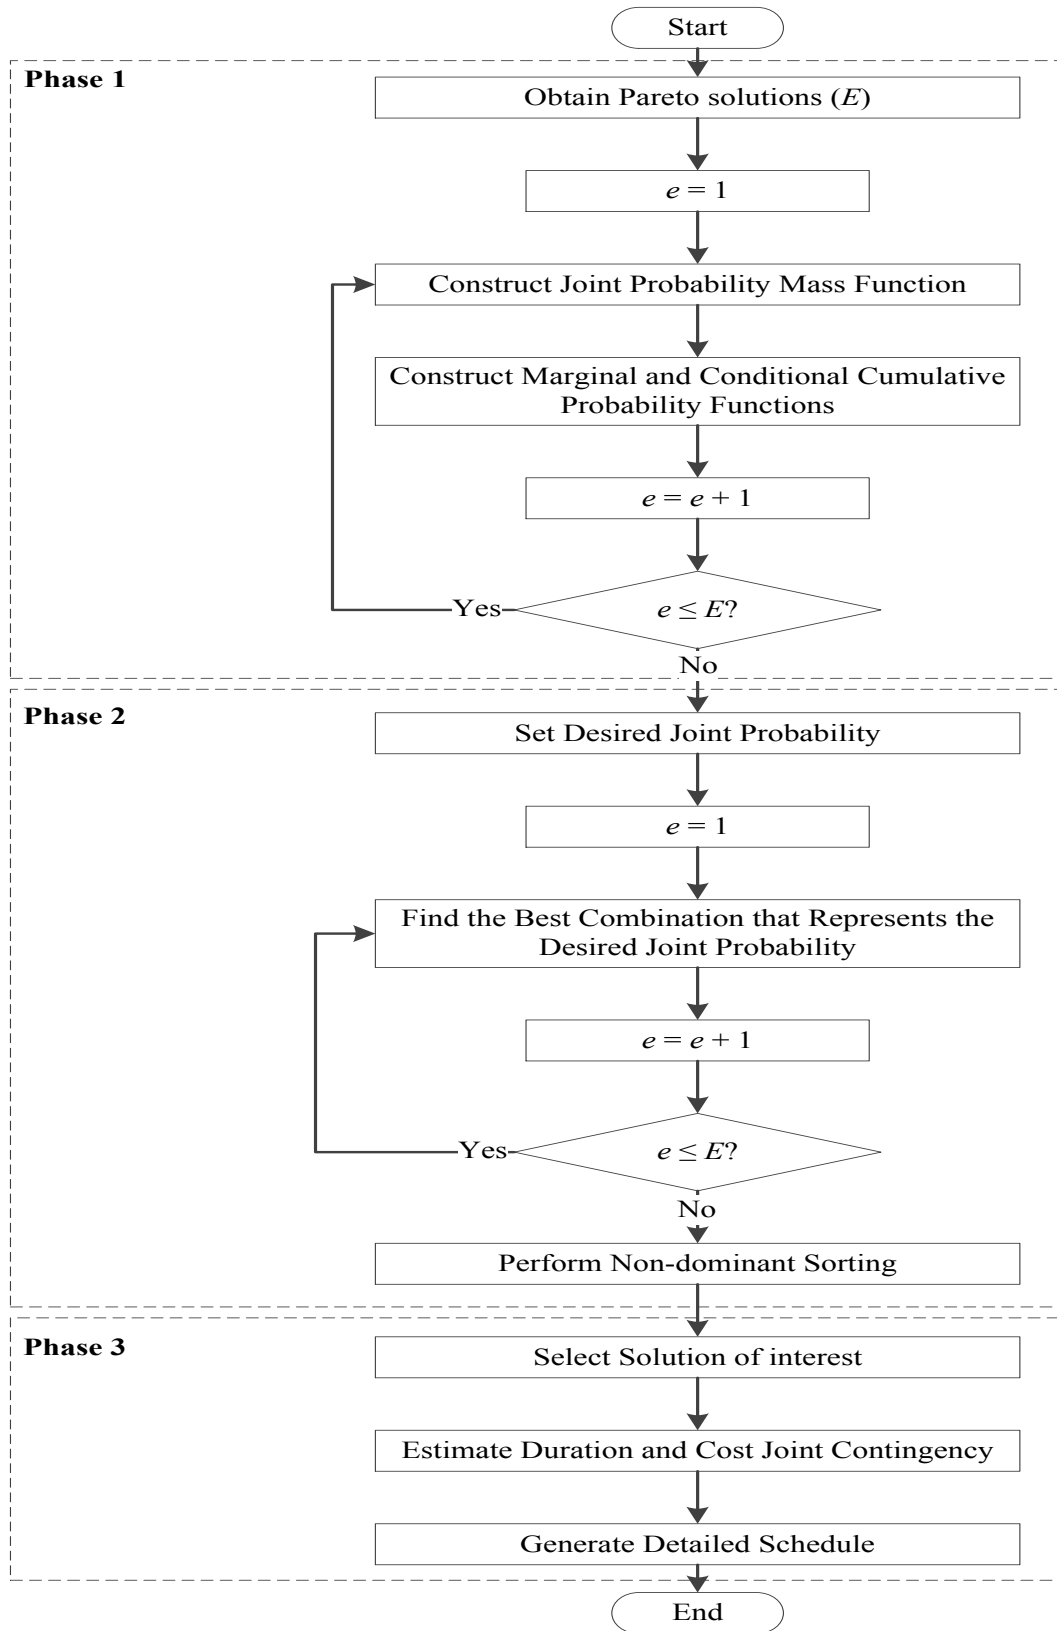 Start
Phase 1
Obtain Pareto solutions (E)
e = 1
Construct Joint Probability Mass Function
Construct Marginal and Conditional Cumulative
Probability Functions
e = e + 1
e ≤ E?
Yes
No
Phase 2
Set Desired Joint Probability
e = 1
Find the Best Combination that Represents the
Desired Joint Probability
e = e + 1
e ≤ E?
Yes
No
Perform Non-dominant Sorting
Phase 3
Select Solution of interest
Estimate Duration and Cost Joint Contingency
Generate Detailed Schedule
End